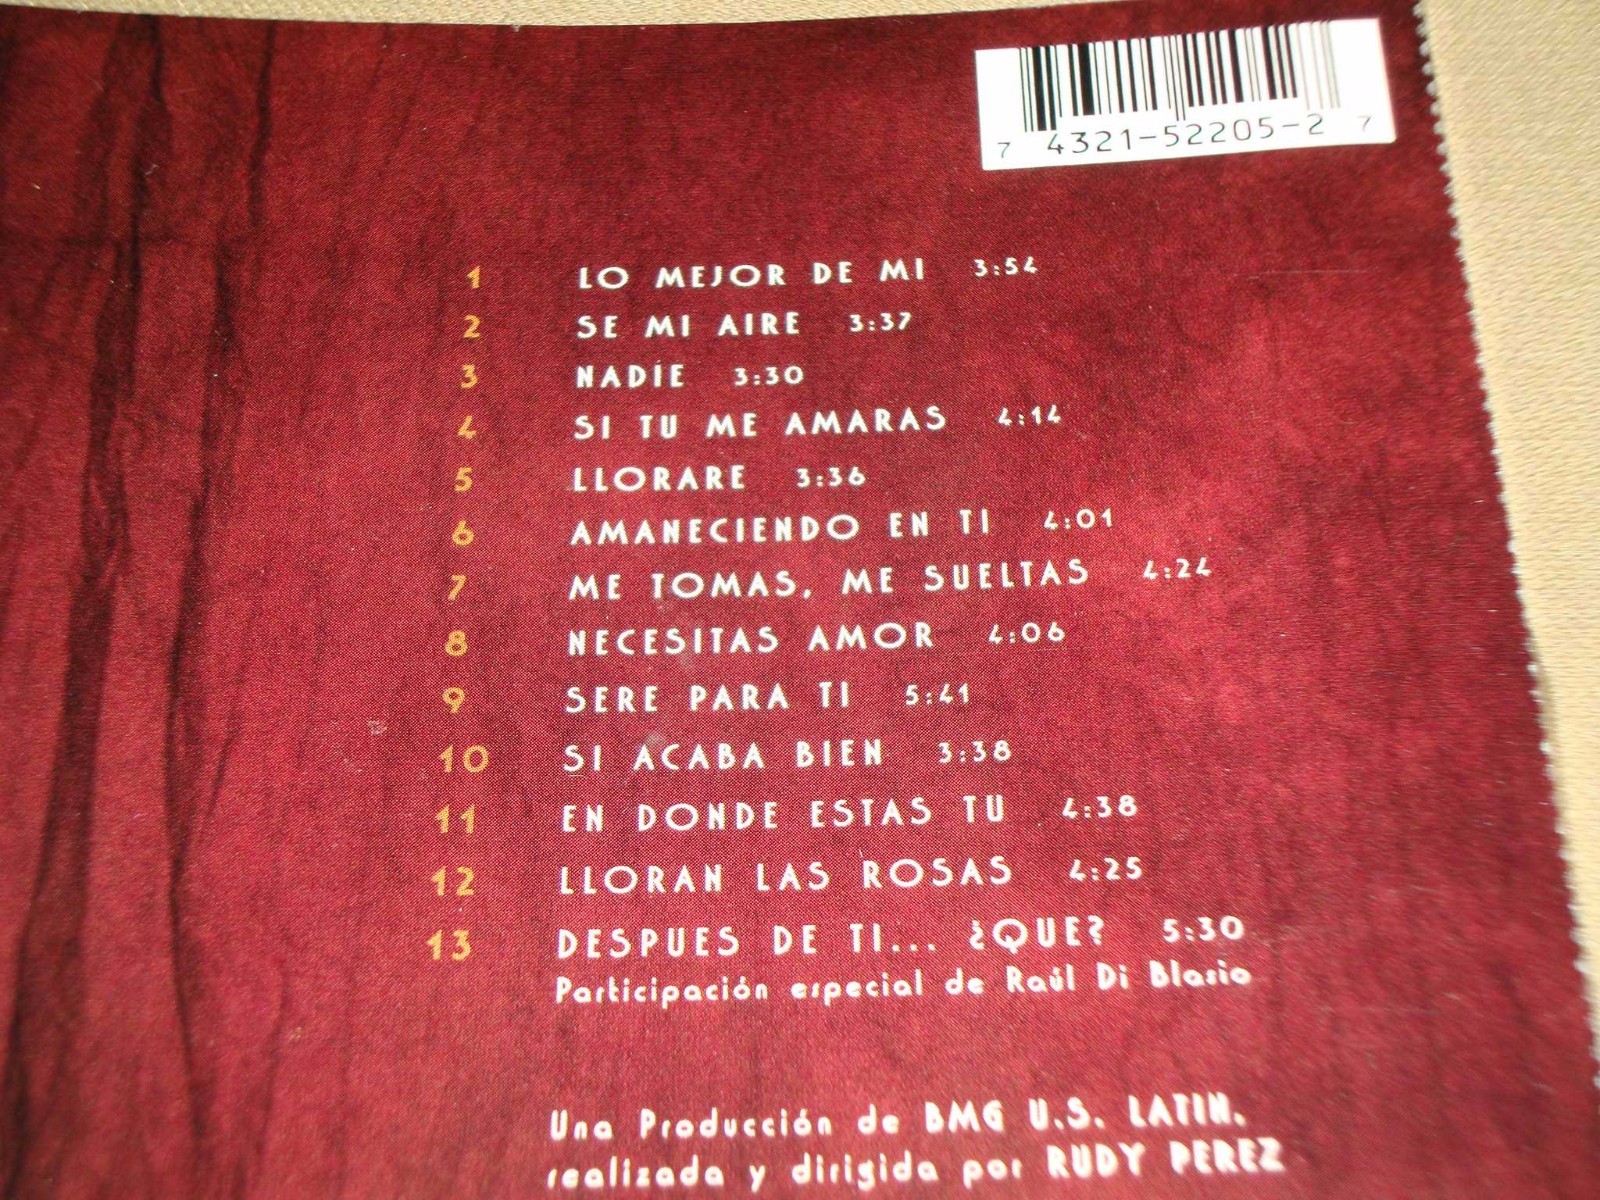 7 4321-52205-2 7
1 LO MEJOR DE MI 3:54
2 SE MI AIRE 3:37
3 NADIE 3:30
4 SI TU ME AMARAS 4:14
5 LLORARE 3:36
6 AMANECIENDO EN TI 4:01
7 ME TOMAS, ME SUELTAS 4:24
8 NECESITAS AMOR 4:06
9 SERE PARA TI 5:41
10 SI ACABA BIEN 3:38
11 EN DONDE ESTAS TU 4:38
12 LLORAN LAS ROSAS 4:25
13 DESPUES DE TI... ¿QUE? 5:30
Participación especial de Raúl Di Blasio
Una Producción de BMG U.S. LATIN.
realizada y dirigida por RUDY PEREZ